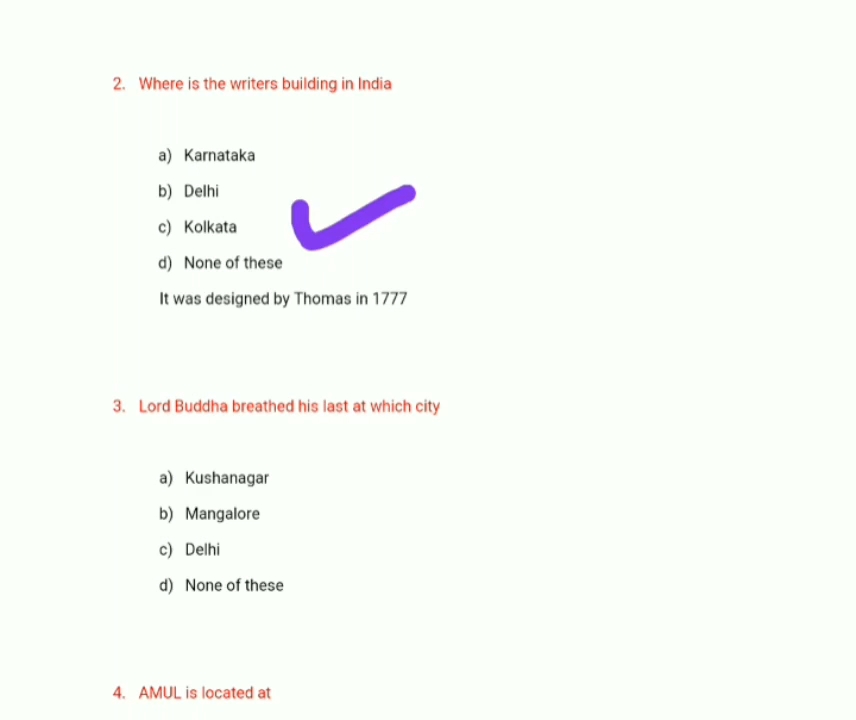 2. Where is the writers building in India
a) Karnataka
b) Delhi
c) Kolkata
d) None of these
It was designed by Thomas in 1777
3. Lord Buddha breathed his last at which city
a) Kushanagar
b) Mangalore
c) Delhi
d) None of these
4. AMUL is located at